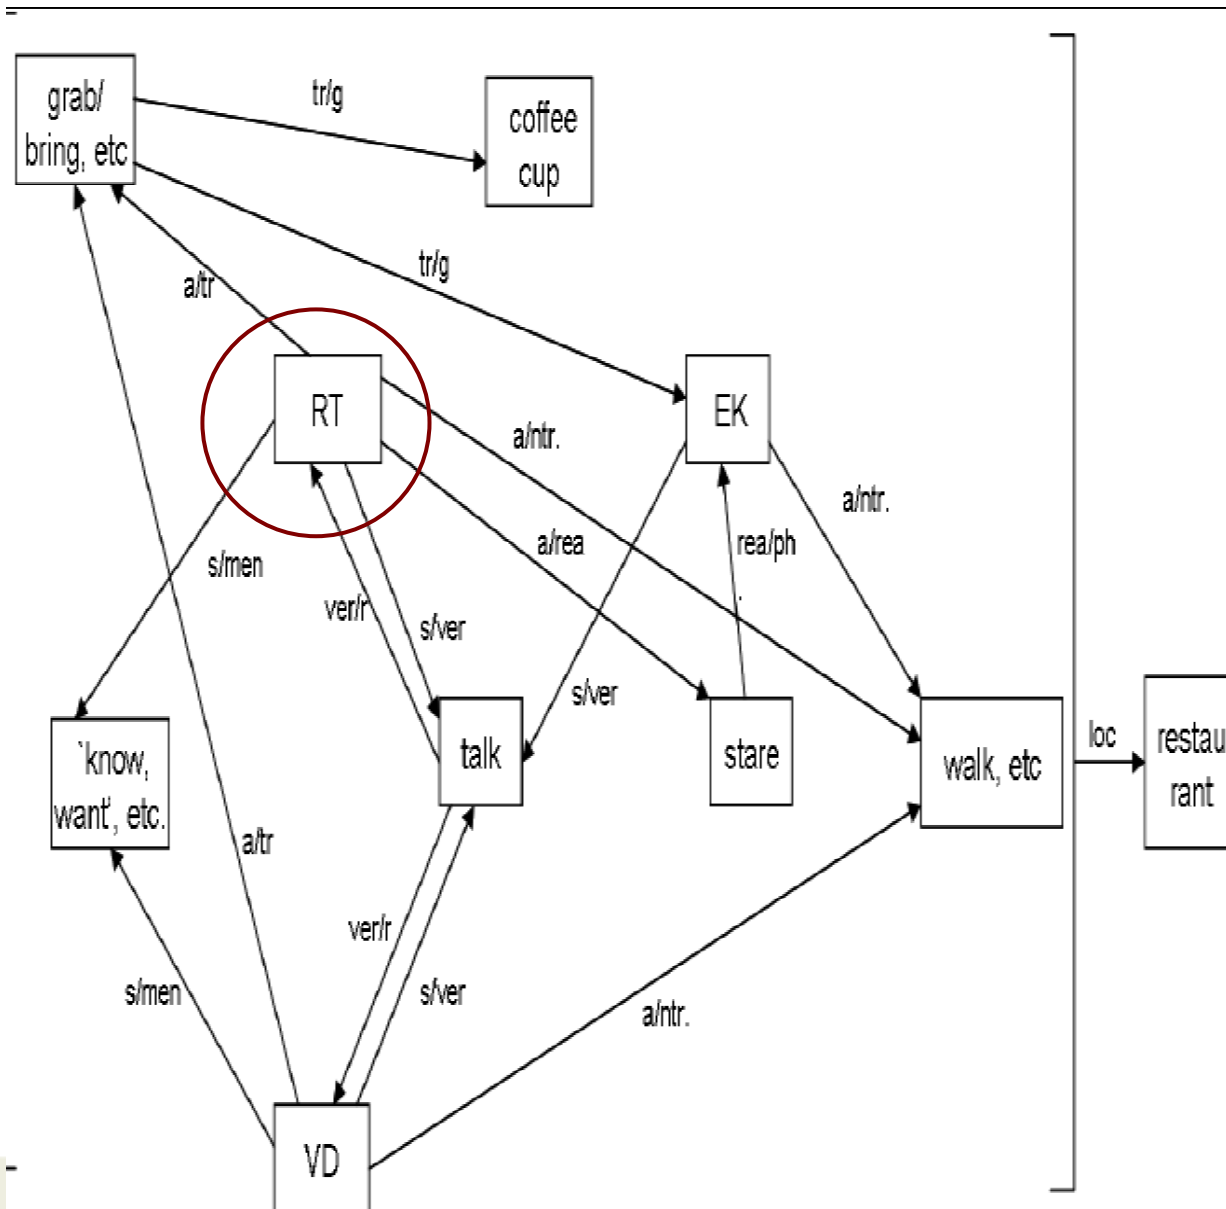 grab/
bring, etc
tr/g
coffee
cup
tr/g
a/tr
RT
EK
a/ntr.
a/ntr.
a/rea
rea/ph
s/men
ver/r
s/ver
s/ver
`know,
want', etc.
talk
stare
walk, etc
loc
restau
rant
a/tr
ver/r
s/men
s/ver
a/ntr.
VD